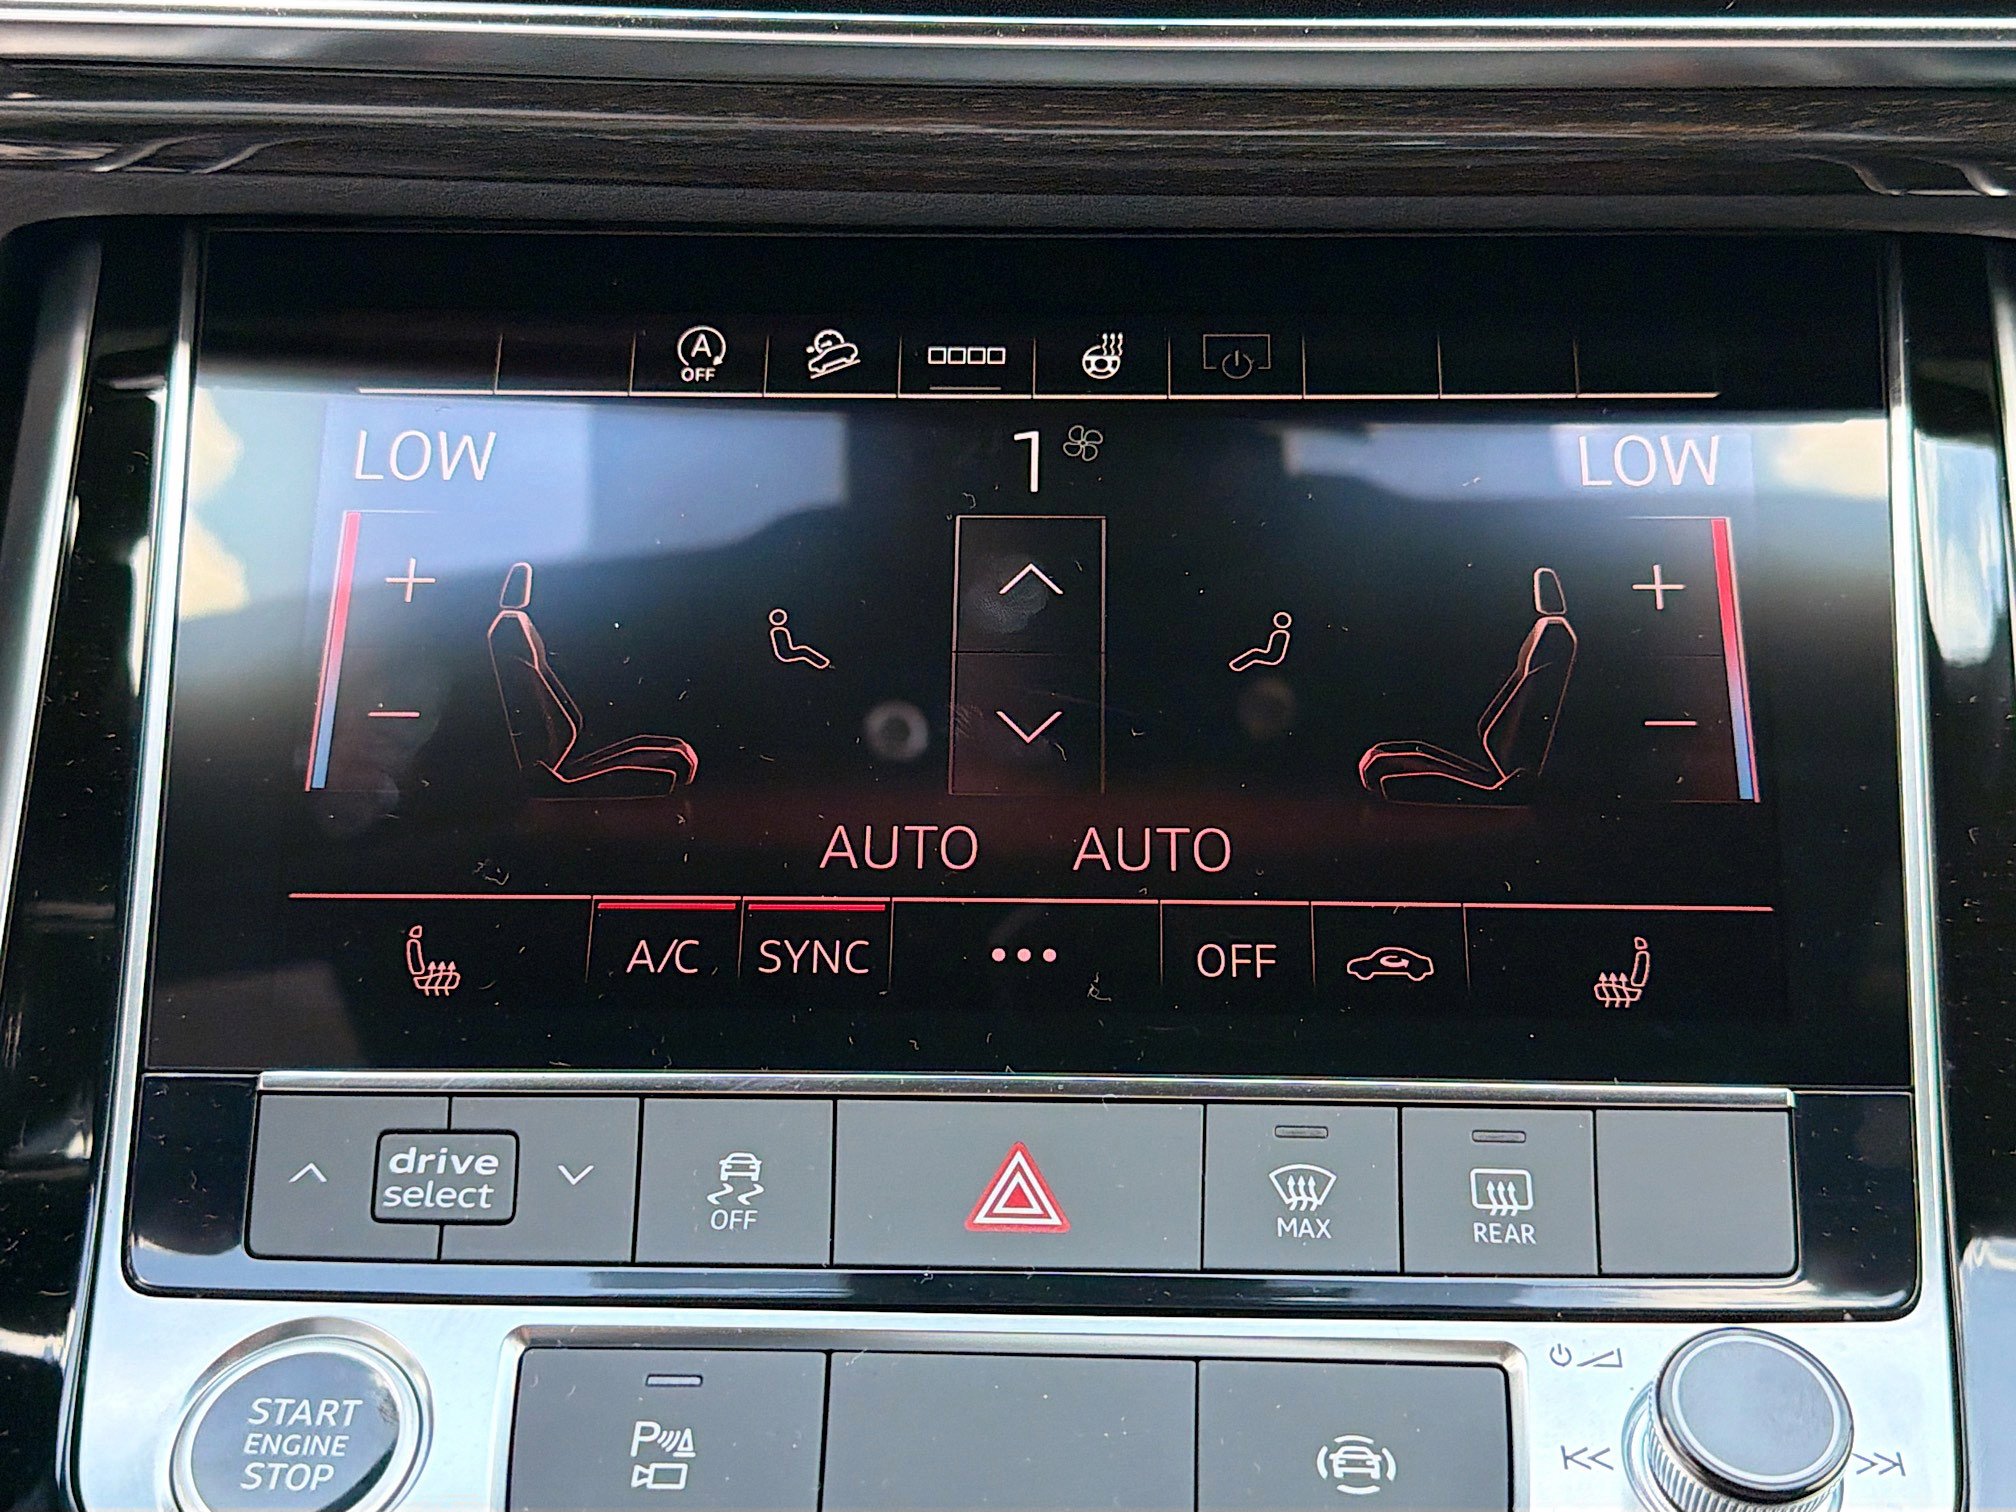 A
OFF
LOW
1
LOW
AUTO AUTO
A/C SYNC OFF
drive
select
OFF
MAX
REAR
START
ENGINE
STOP
P